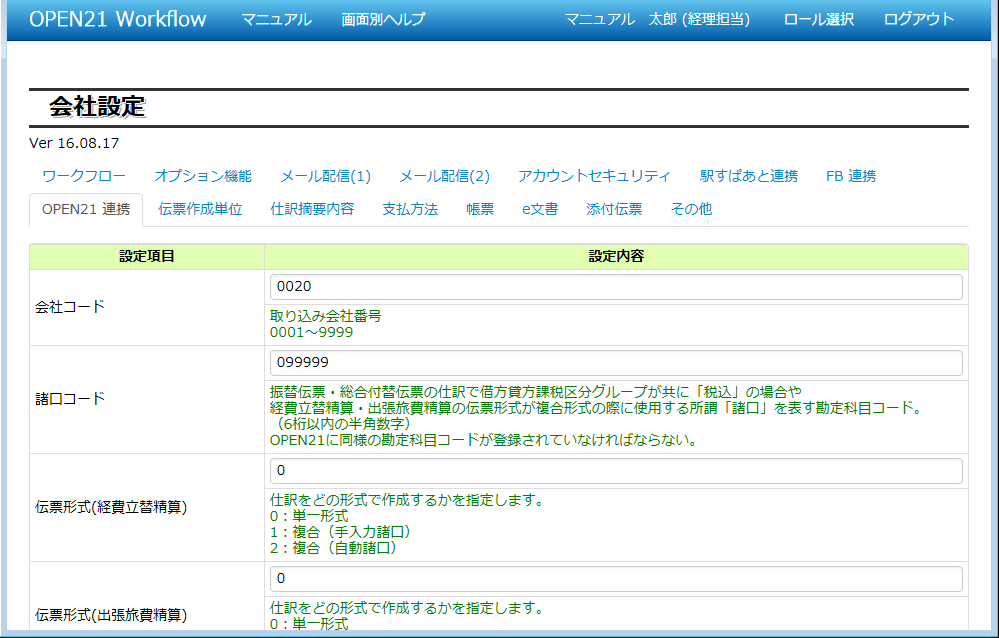 OPEN21 Workflow マニュアル 画面別ヘルプ マニュアル 太郎 (経理担当) ロール選択 ログアウト
会社設定
Ver 16.08.17
ワークフロー オプション機能 メール配信(1) メール配信(2) アカウントセキュリティ 駅すぱあと連携 FB 連携
OPEN21 連携 伝票作成単位 仕訳摘要内容 支払方法 帳票 e文書 添付伝票 その他
設定項目 設定内容
会社コード
0020
取り込み会社番号
0001～9999
諸口コード
099999
振替伝票・総合付替伝票の仕訳で借方貸方課税区分グループが共に「税込」の場合や
経費立替精算・出張旅費精算の伝票形式が複合形式の際に使用する所謂「諸口」を表す勘定科目コード。
（6桁以内の半角数字）
OPEN21に同様の勘定科目コードが登録されていなければならない。
伝票形式(経費立替精算)
0
仕訳をどの形式で作成するかを指定します。
0：単一形式
1：複合（手入力諸口）
2：複合（自動諸口）
伝票形式(出張旅費精算)
0
仕訳をどの形式で作成するかを指定します。
0：単一形式